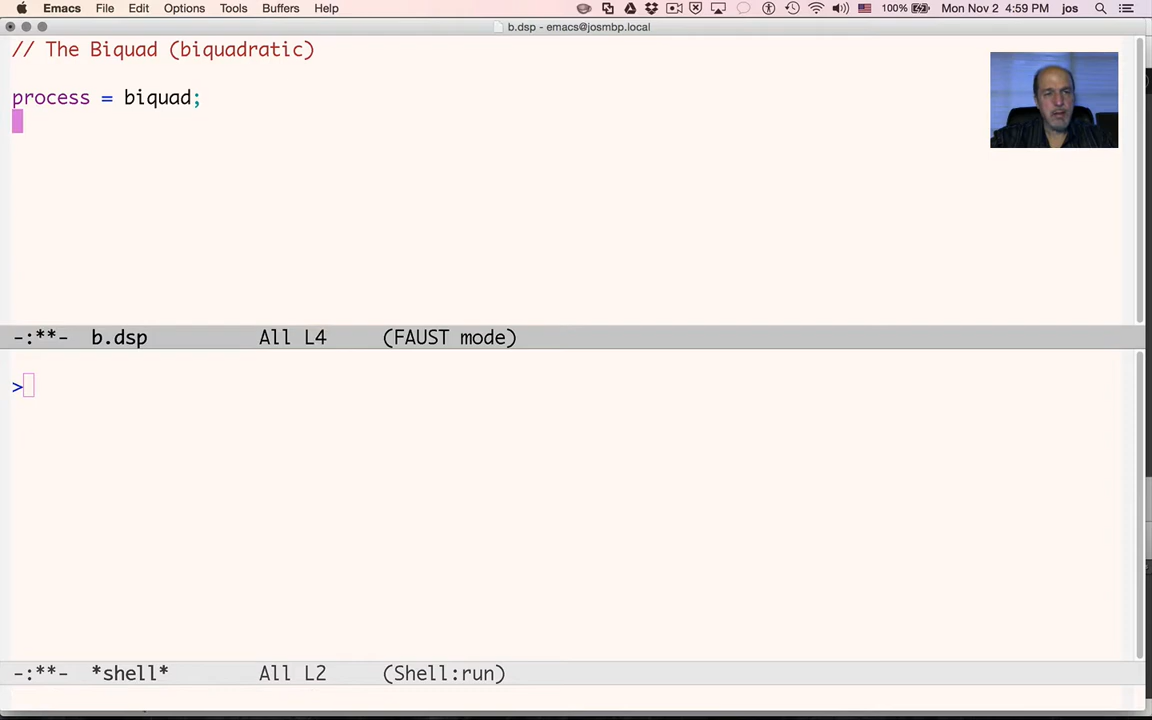 Emacs File Edit Options Tools Buffers Help 100% Mon Nov 2 4:59 PM jos
b.dsp - emacs@josmbp.local
// The Biquad (biquadratic)
process = biquad;
-:**- b.dsp All L4 (FAUST mode)
>
-:**- *shell* All L2 (Shell:run)